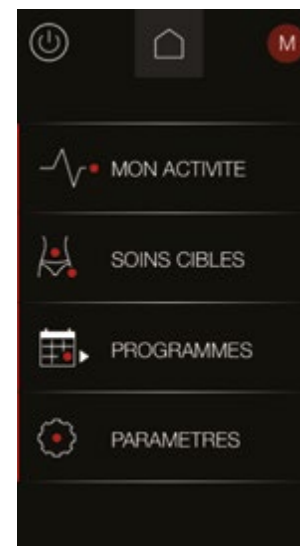 M
MON ACTIVITE
SOINS CIBLES
PROGRAMMES
PARAMETRES